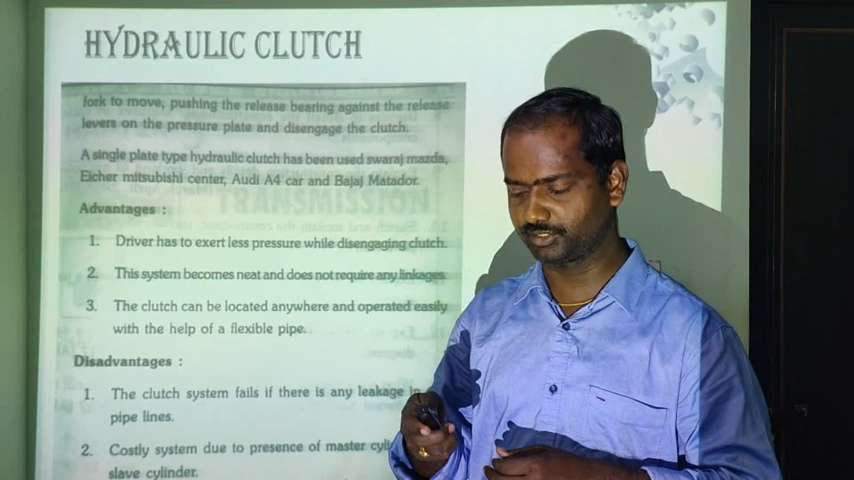 HYDRAULIC CLUTCH
fork to move, pushing the release bearing against the release
levers on the pressure plate and disengage the clutch.
A single plate type hydraulic clutch has been used swaraj mazda,
Eicher mitsubishi center, Audi A4 car and Bajaj Matador.
TRANSMISSION
Advantages :
1. Driver has to exert less pressure while disengaging clutch.
2. This system becomes neat and does not require any linkages.
3. The clutch can be located anywhere and operated easily
with the help of a flexible pipe.
Disadvantages :
1. The clutch system fails if there is any leakage in
pipe lines.
2. Costly system due to presence of master
slave cylinder.